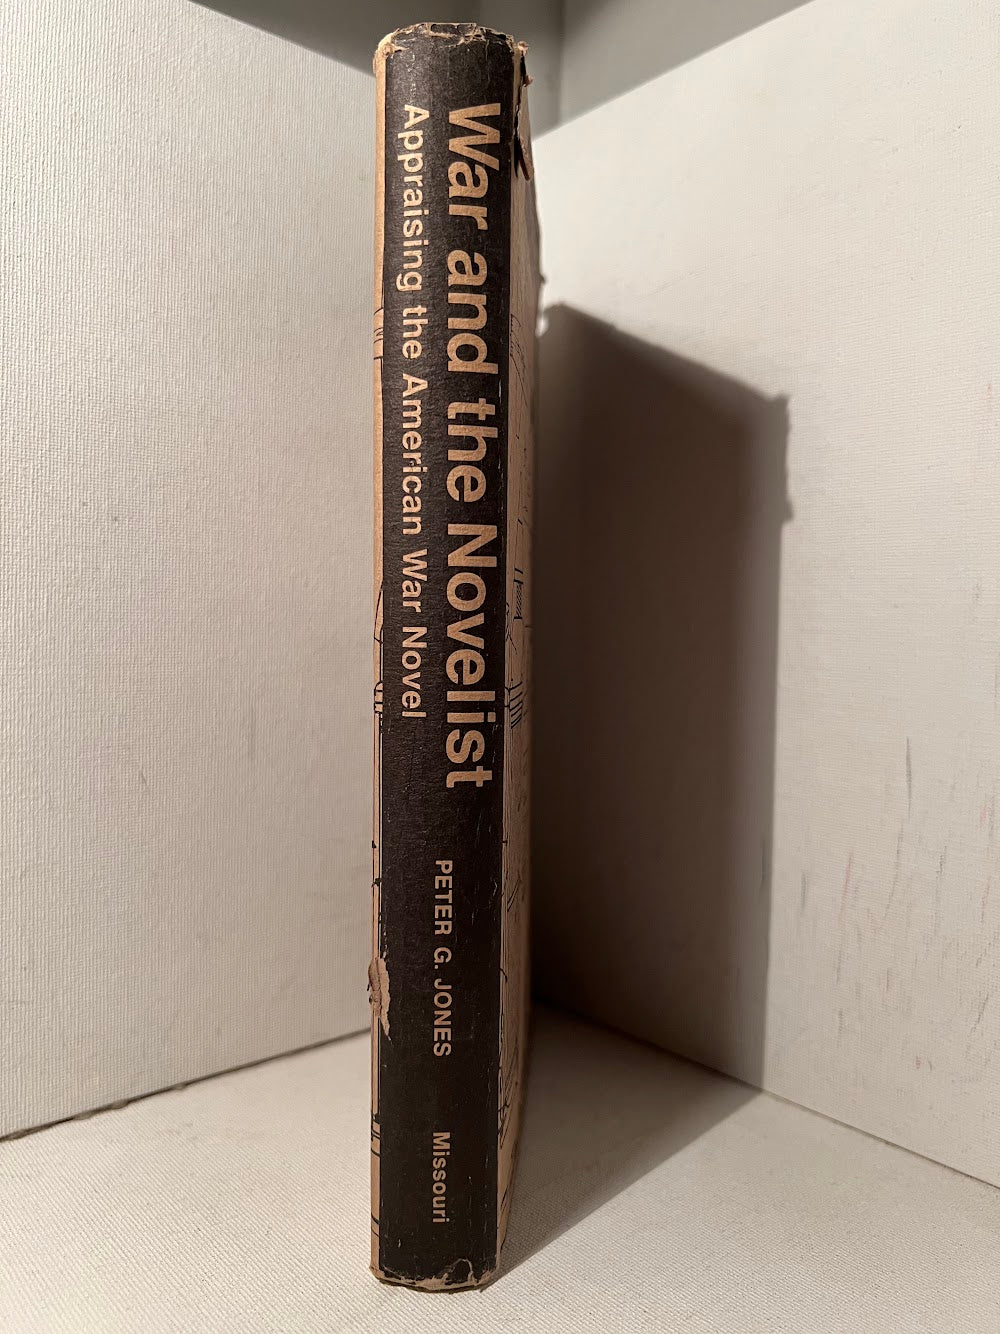 War and the Novelist
Appraising the American War Novel
PETER G. JONES
Missouri